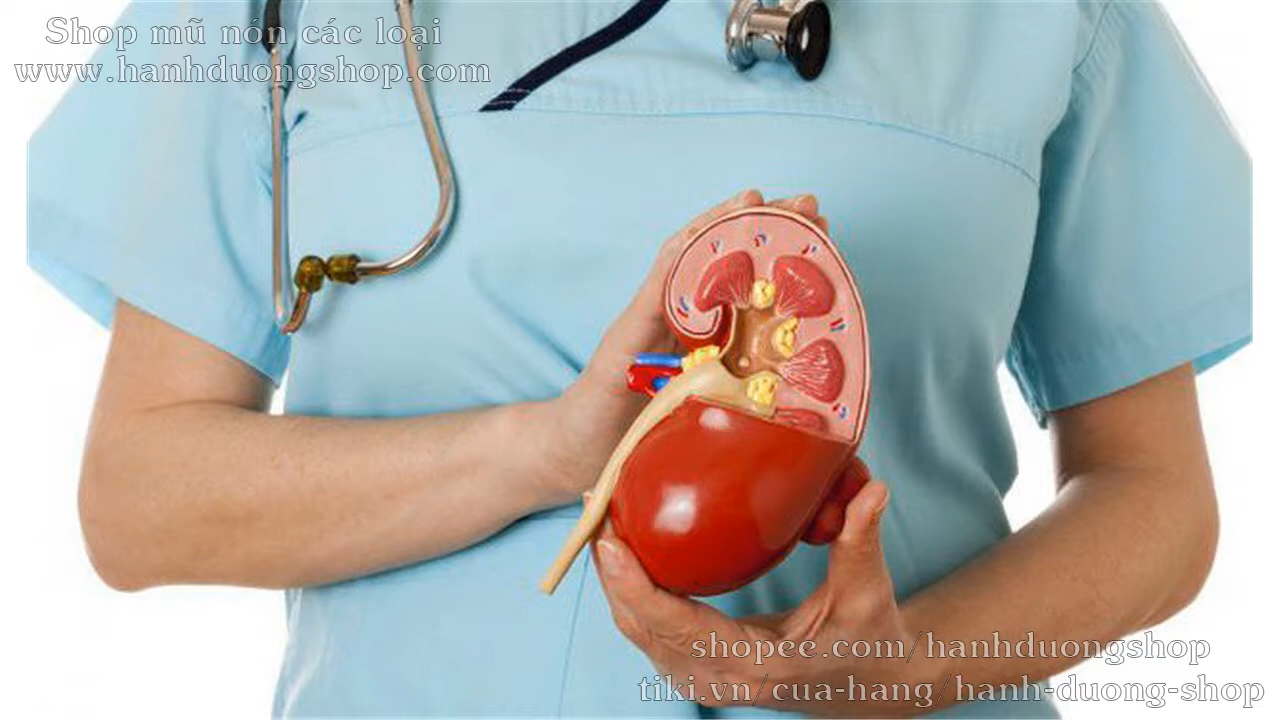 Shop mũ nón các loại
www.hanhduongshop.com
shopee.com/hanhduongshop
tiki.vn/cua-hang/hanh-duong-shop